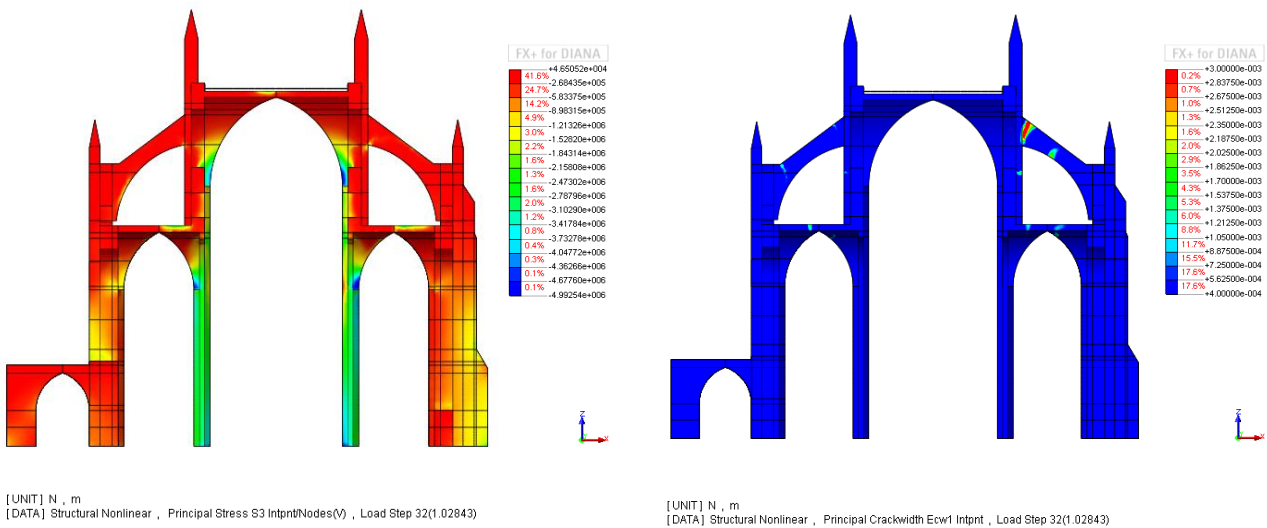 FX+ for DIANA
+4.65052e+004
41.6%
-2.68435e+005
24.7%
-5.83375e+005
14.2%
-8.98315e+005
4.9%
-1.21326e+006
3.0%
-1.52820e+006
2.2%
-1.84314e+006
1.6%
-2.15808e+006
1.3%
-2.47302e+006
1.6%
-2.78796e+006
2.0%
-3.10290e+006
1.2%
-3.41784e+006
0.8%
-3.73278e+006
0.4%
-4.04772e+006
0.3%
-4.36266e+006
0.1%
-4.67760e+006
0.1%
-4.99254e+006
Z
Y
X
[UNIT] N , m
[DATA] Structural Nonlinear , Principal Stress S3 Intpnt/Nodes(V) , Load Step 32(1.02843)
FX+ for DIANA
+3.00000e-003
0.2%
+2.83750e-003
0.7%
+2.67500e-003
1.0%
+2.51250e-003
1.3%
+2.35000e-003
1.6%
+2.18750e-003
2.0%
+2.02500e-003
2.9%
+1.86250e-003
3.5%
+1.70000e-003
4.3%
+1.53750e-003
5.3%
+1.37500e-003
6.0%
+1.21250e-003
8.8%
+1.05000e-003
11.7%
+8.87500e-004
15.5%
+7.25000e-004
17.6%
+5.62500e-004
17.6%
+4.00000e-004
Z
Y
X
[UNIT] N , m
[DATA] Structural Nonlinear , Principal Crackwidth Ecw1 Intpnt , Load Step 32(1.02843)